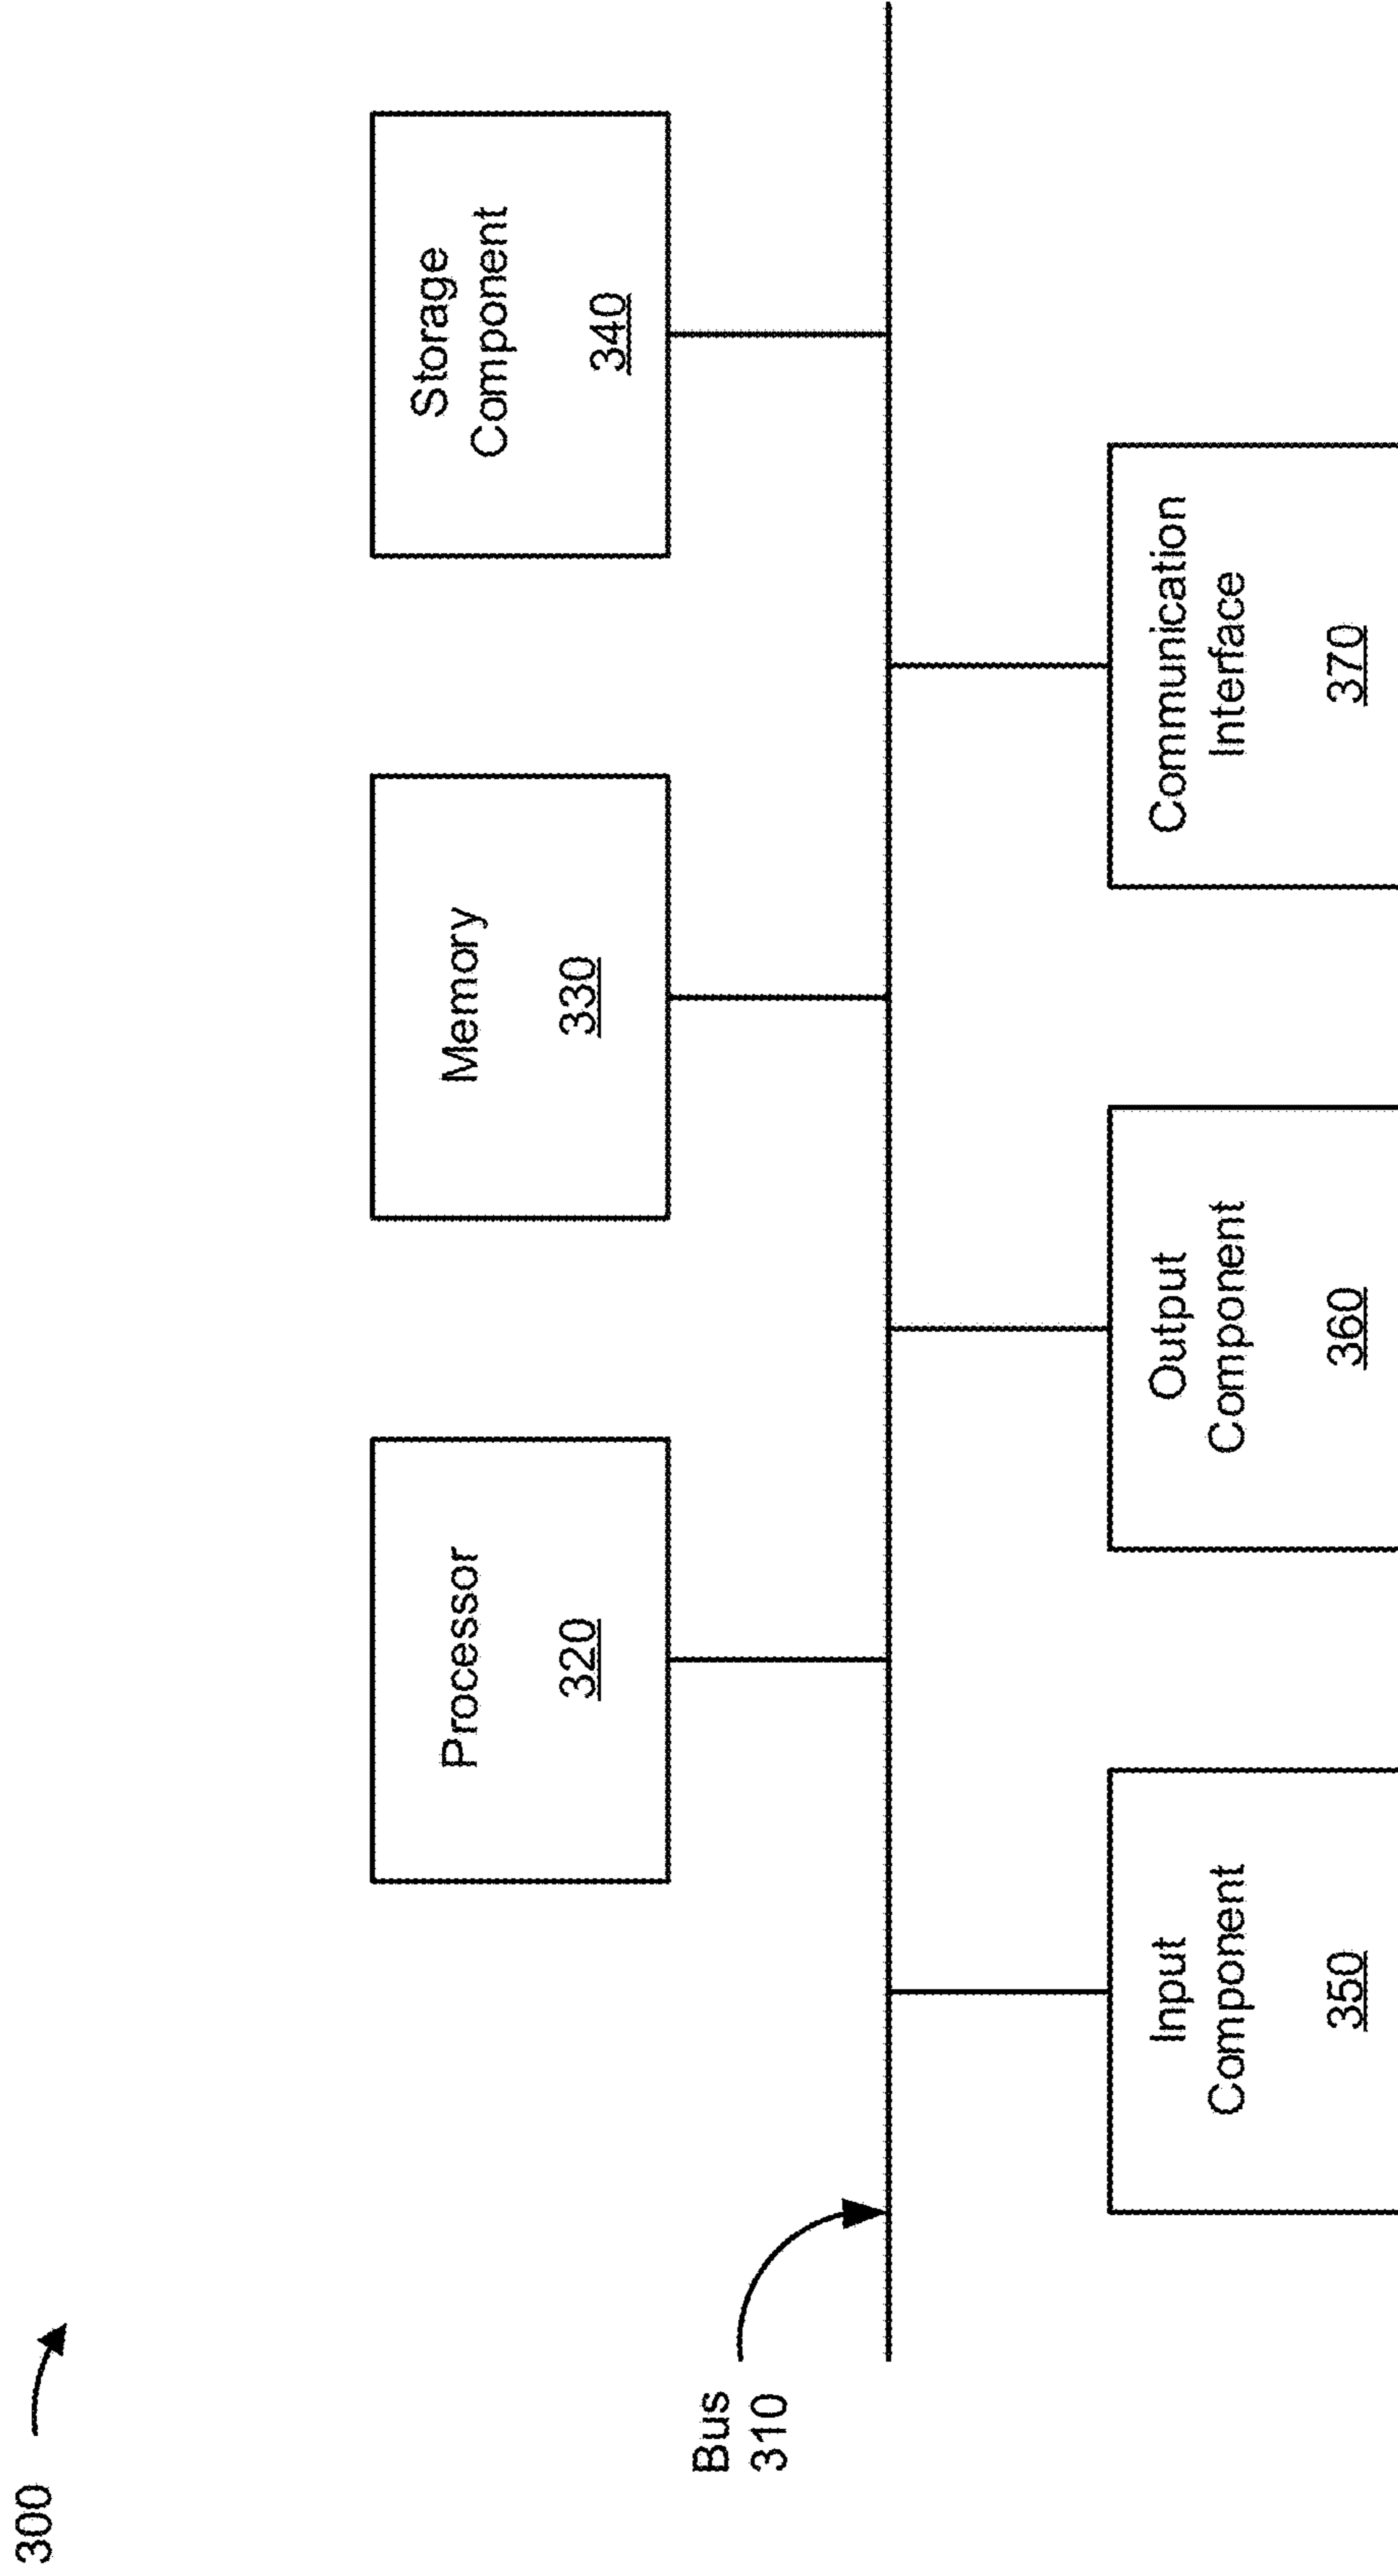 300
Processor
320
Memory
330
Storage
Component
340
Bus
310
Input
Component
350
Output
Component
360
Communication
Interface
370